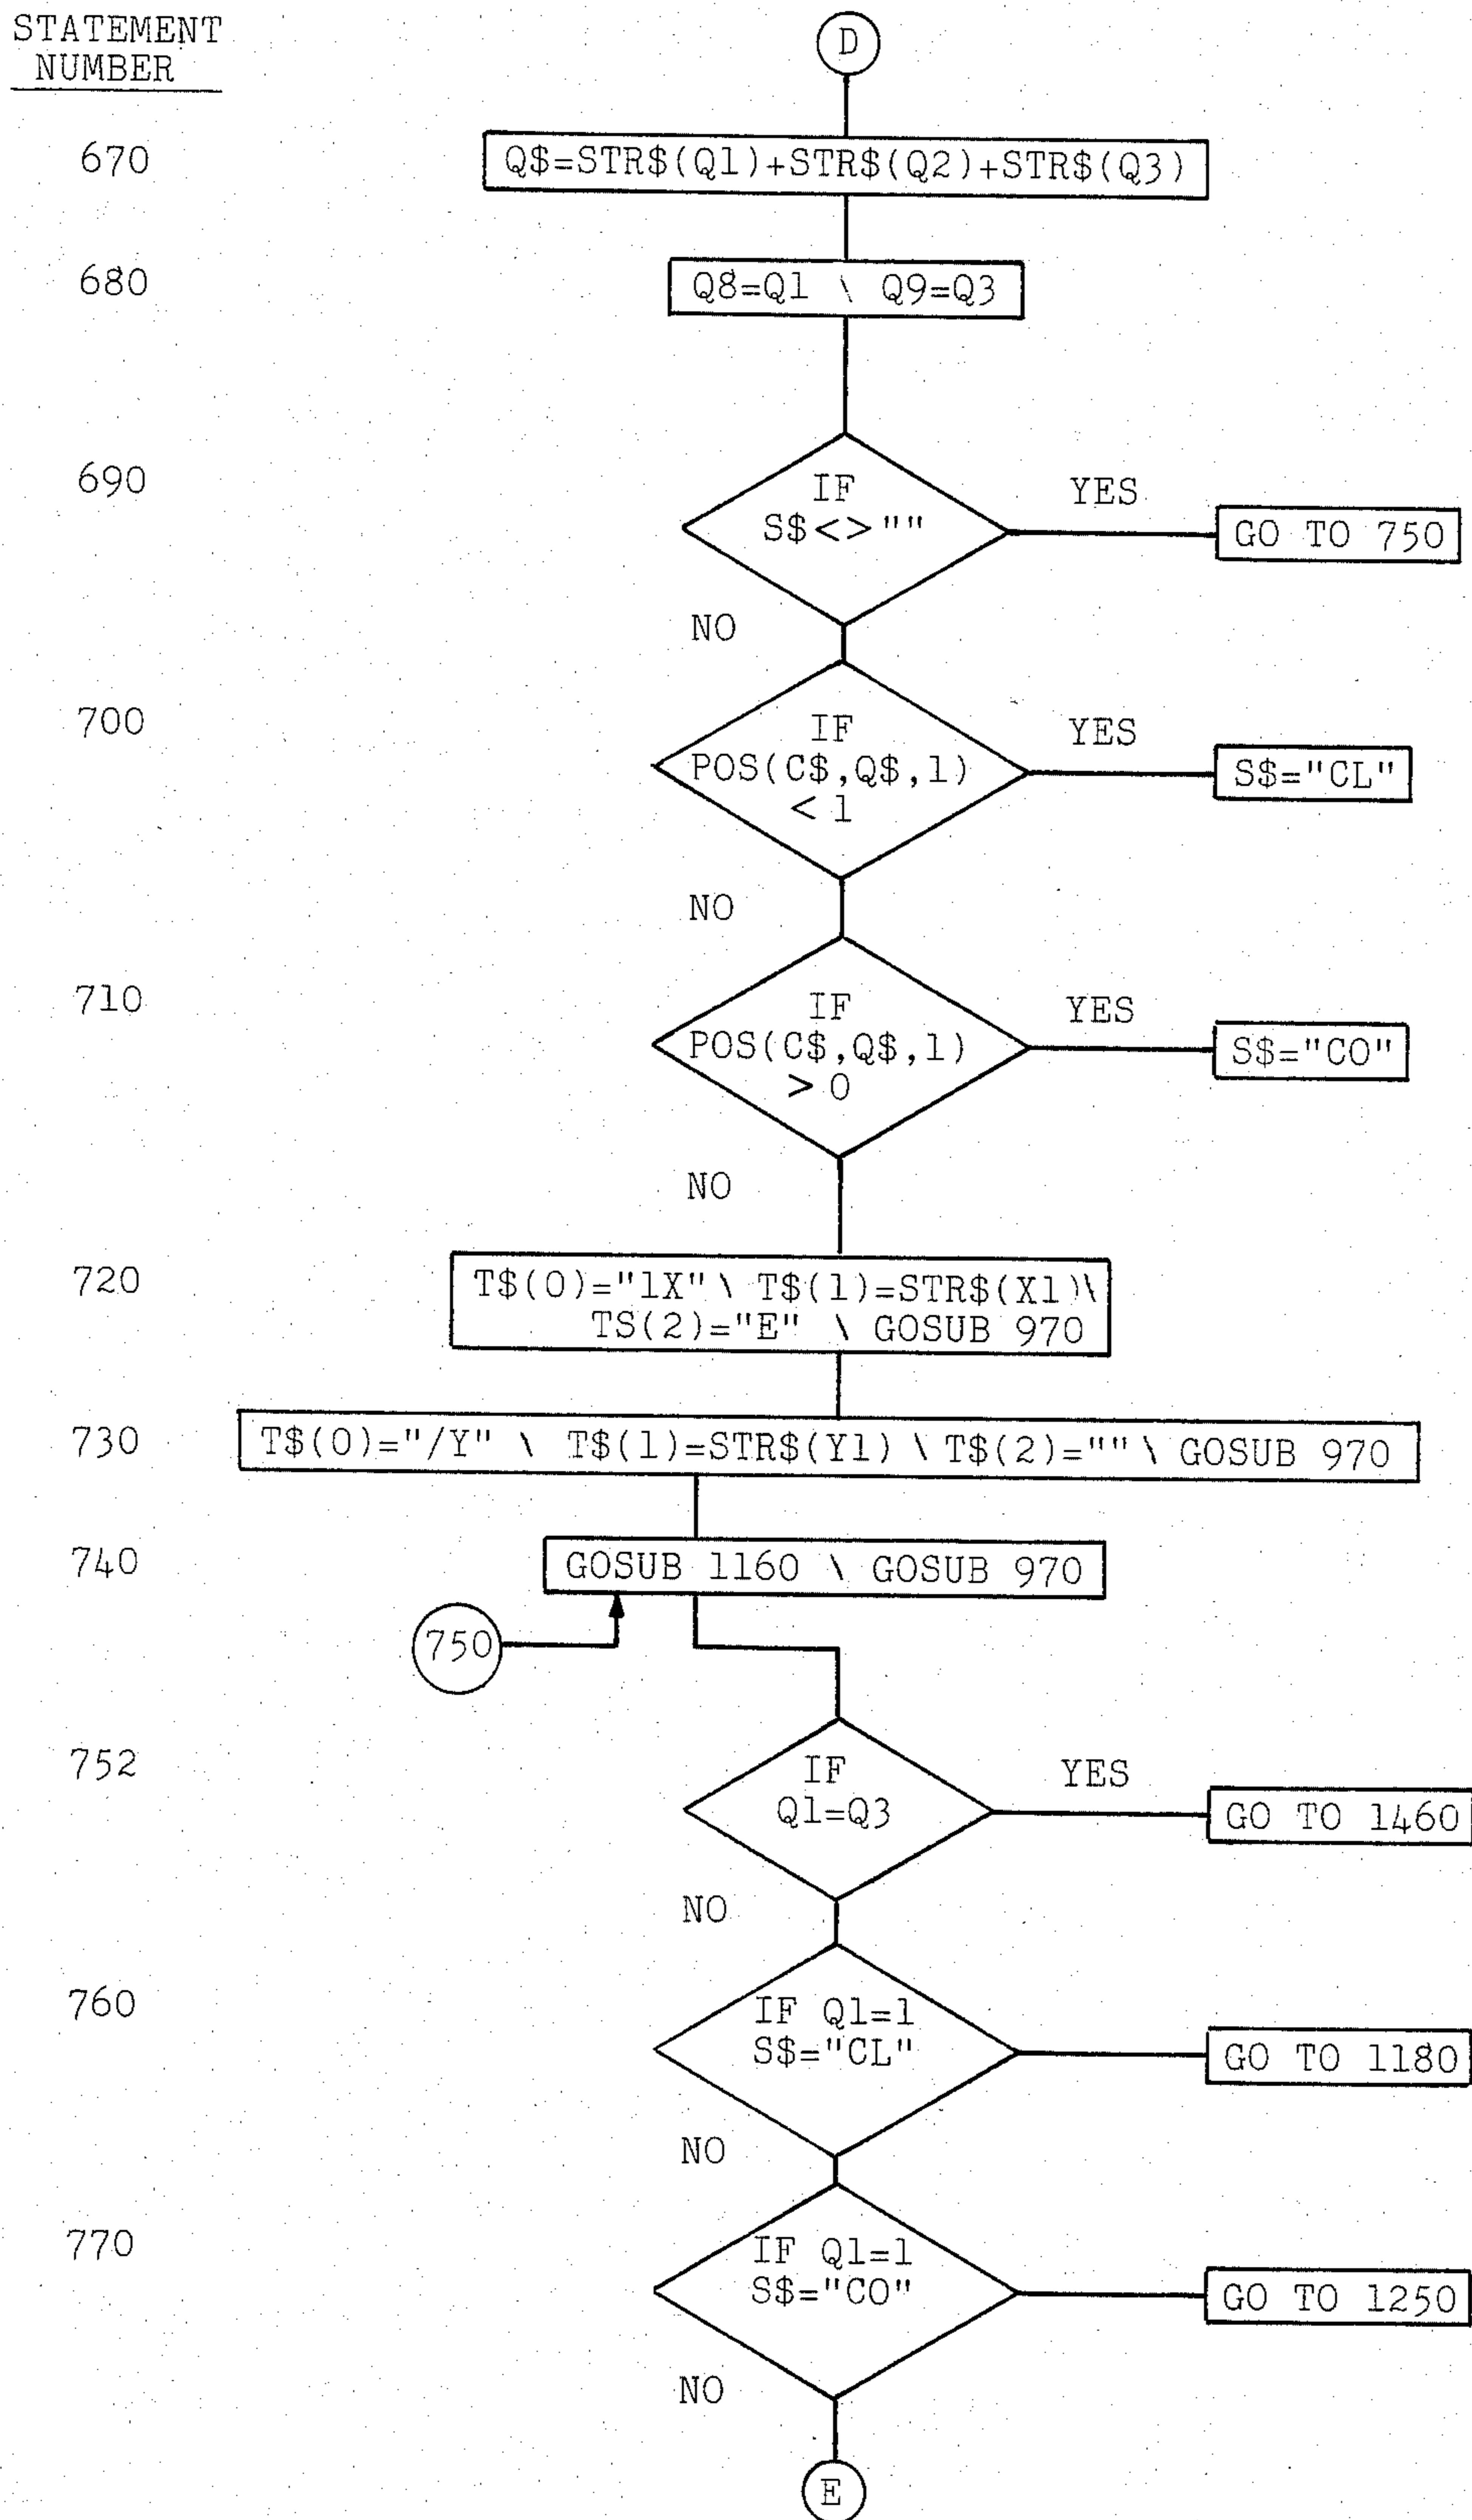 STATEMENT
NUMBER
D
670
Q$=STR$(Q1)+STR$(Q2)+STR$(Q3)
680
Q8=Q1 \ Q9=Q3
690
IF
S$<>""
YES
GO TO 750
NO
700
IF
POS(C$,Q$,1)
< 1
YES
S$="CL"
NO
710
IF
POS(C$,Q$,1)
> 0
YES
S$="CO"
NO
720
T$(0)="1X"\ T$(1)=STR$(X1)\
TS(2)="E" \ GOSUB 970
730
T$(0)="/Y" \ T$(1)=STR$(Y1) \ T$(2)=""\ GOSUB 970
740
GOSUB 1160 \ GOSUB 970
750
752
IF
Q1=Q3
YES
GO TO 1460
NO
760
IF Q1=1
S$="CL"
GO TO 1180
NO
770
IF Q1=1
S$="CO"
GO TO 1250
NO
E